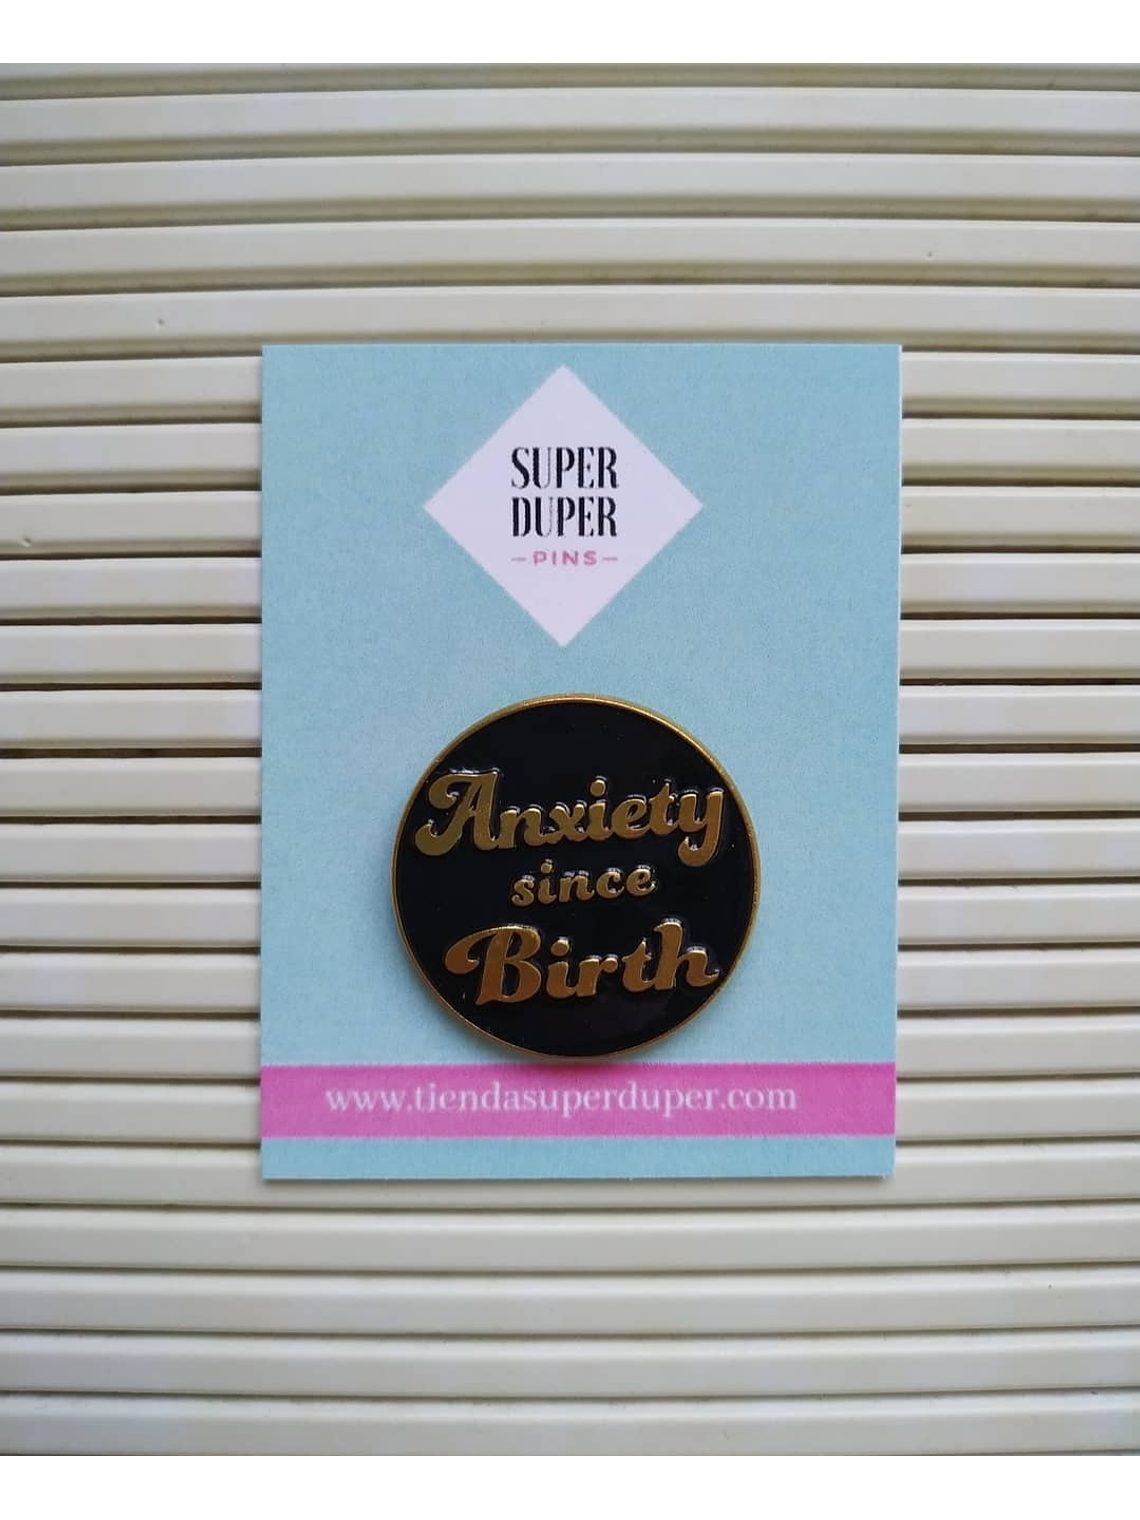 SUPER
DUPER
–PINS–
Anxiety
since
Birth
www.tiendasuperduper.com